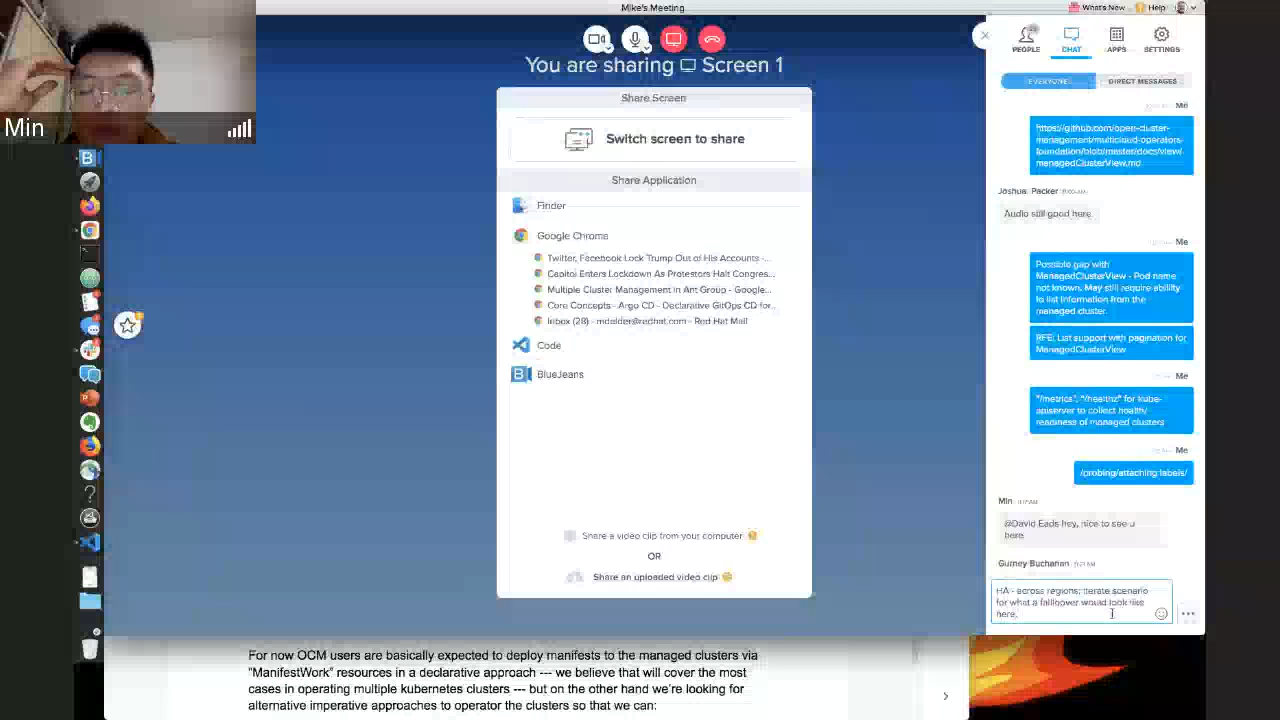 Mike's Meeting
What's New
Help
Min
You are sharing Screen 1
Share Screen
Switch screen to share
Share Application
Finder
Google Chrome
Twitter, Facebook Lock Trump Out of His Accounts -...
Capitol Enters Lockdown As Protestors Halt Congres...
Multiple Cluster Management in Ant Group - Google...
Core Concepts - Argo CD - Declarative GitOps CD for...
Inbox (28) - mdelder@redhat.com - Red Hat Mail
Code
BlueJeans
Share a video clip from your computer
OR
Share an uploaded video clip
PEOPLE
CHAT
APPS
SETTINGS
EVERYONE
DIRECT MESSAGES
Me
https://github.com/open-cluster-
management/multicloud-operators-
foundation/blob/master/docs/view/
managedClusterView.md
Joshua. Packer
Audio still good here.
Me
Possible gap with
ManagedClusterView - Pod name
not known. May still require ability
to list information from the
managed cluster.
RFE: List support with pagination for
ManagedClusterView
Me
"/metrics", "/healthz" for kube-
apiserver to collect health/
readiness of managed clusters
Me
/probing/attaching labels/
Min
@David Eads hey, nice to see u
here
Gurney Buchanan
HA - across regions; iterate scenario
for what a failover would look like
here.
For now OCM users are basically expected to deploy manifests to the managed clusters via
"ManifestWork" resources in a declarative approach --- we believe that will cover the most
cases in operating multiple kubernetes clusters --- but on the other hand we're looking for
alternative imperative approaches to operator the clusters so that we can: